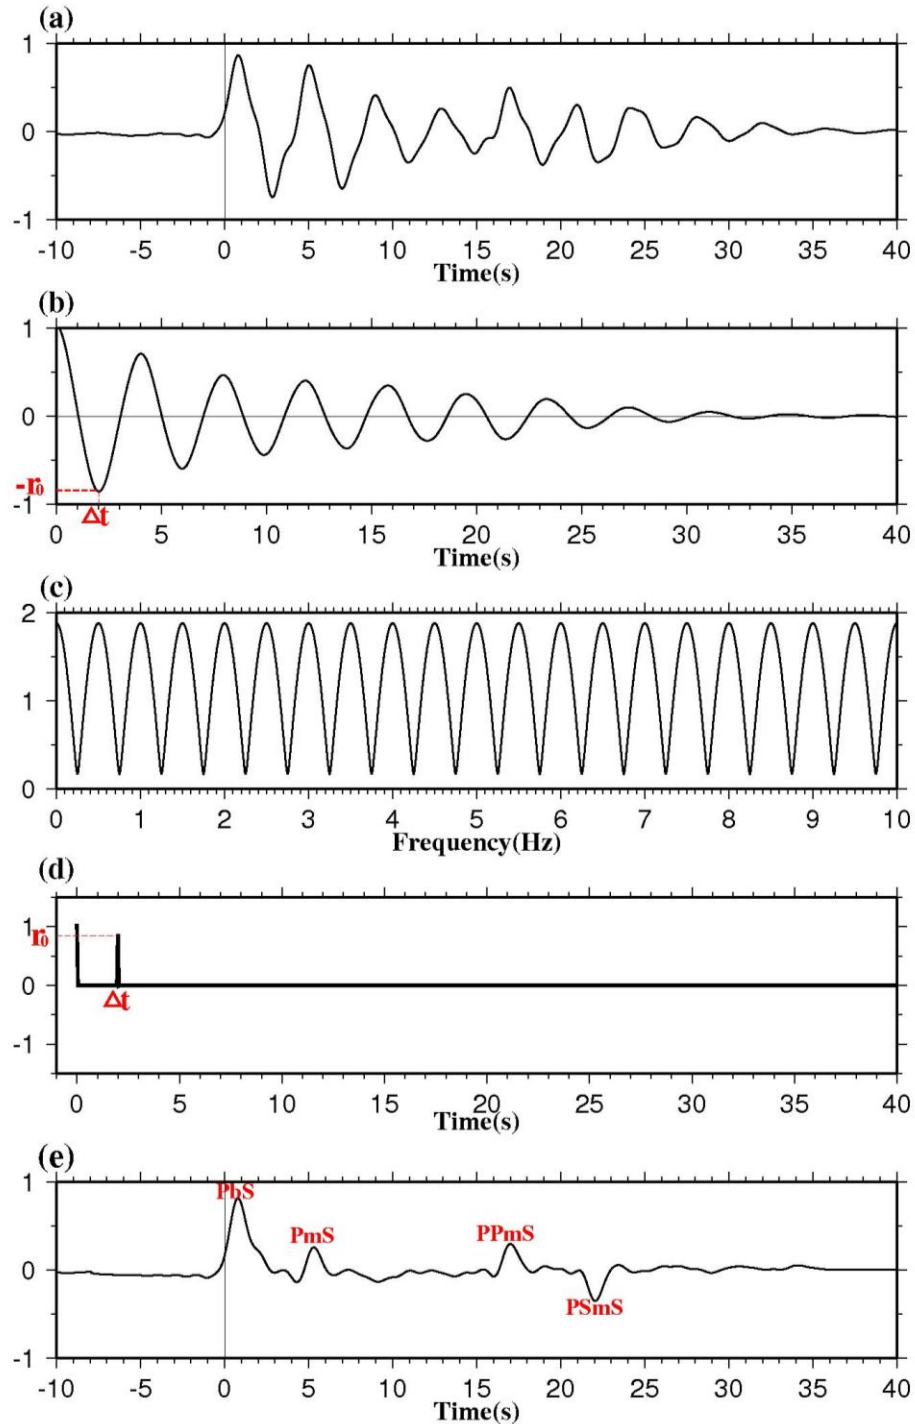 (a)
1
0
-1
-10 -5 0 5 10 15 20 25 30 35 40
Time(s)
(b)
1
0
-r₀
-1
Δt
0 5 10 15 20 25 30 35 40
Time(s)
(c)
2
1
0
0 1 2 3 4 5 6 7 8 9 10
Frequency(Hz)
(d)
1
r₀
0
Δt
-1
0 5 10 15 20 25 30 35 40
Time(s)
(e)
1
PbS
PmS PPmS
0
PSmS
-1
-10 -5 0 5 10 15 20 25 30 35 40
Time(s)